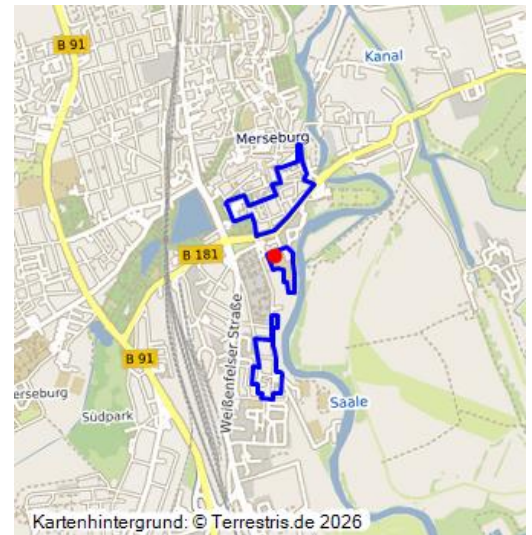 B 91
Kanal
Merseburg
B 181
Weißenfelser Straße
B 91
erseburg
Südpark
Saale
Kartenhintergrund: © Terrestris.de 2026